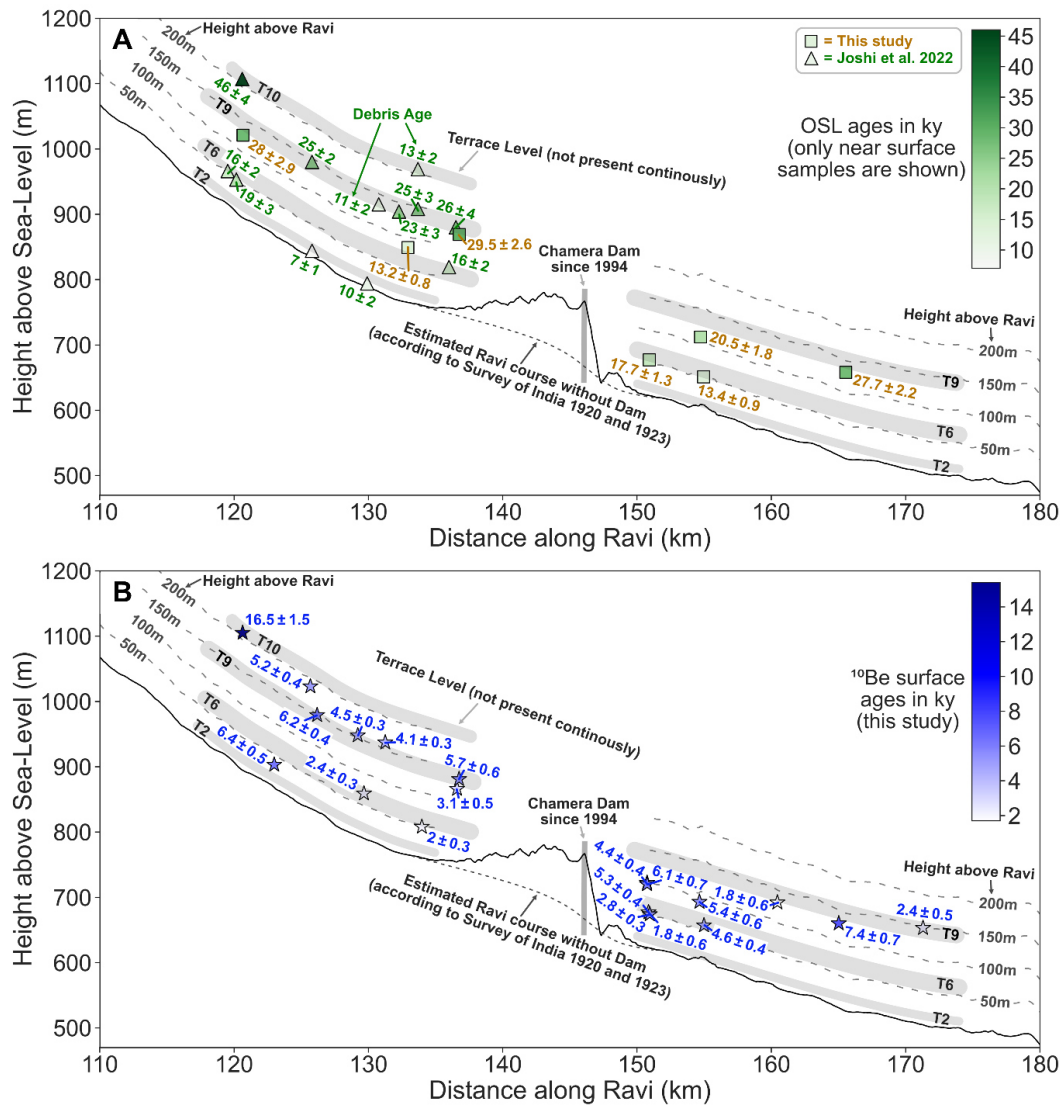 A
Height above Ravi
200m
150m
100m
50m
T10
T9
T6
T2
46±4
28±2.9
25±2
16±2
19±3
Debris Age
13±2
11±2
25±3
26±4
23±3
29.5±2.6
16±2
13.2±0.8
7±1
10±2
Terrace Level (not present continously)
Chamera Dam
since 1994
Estimated Ravi course without Dam
(according to Survey of India 1920 and 1923)
= This study
= Joshi et al. 2022
OSL ages in ky
(only near surface
samples are shown)
45
40
35
30
25
20
15
10
20.5±1.8
17.7±1.3
13.4±0.9
27.7±2.2
Height above Ravi
200m
T9
150m
100m
T6
50m
T2
Height above Sea-Level (m)
1200
1100
1000
900
800
700
600
500
110
120
130
140
150
160
170
180
Distance along Ravi (km)
B
Height above Ravi
200m
150m
100m
50m
T10
T9
T6
T2
16.5±1.5
5.2±0.4
6.2±0.4
4.5±0.3
4.1±0.3
6.4±0.5
2.4±0.3
5.7±0.6
3.1±0.5
2±0.3
Terrace Level (not present continously)
Chamera Dam
since 1994
Estimated Ravi course without Dam
(according to Survey of India 1920 and 1923)
¹⁰Be surface
ages in ky
(this study)
14
12
10
8
6
4
2
4.4±0.4
6.1±0.7
1.8±0.6
5.3±0.4
5.4±0.6
2.8±0.3
1.8±0.6
4.6±0.4
7.4±0.7
2.4±0.5
Height above Ravi
200m
T9
150m
100m
T6
50m
T2
Height above Sea-Level (m)
1200
1100
1000
900
800
700
600
500
110
120
130
140
150
160
170
180
Distance along Ravi (km)